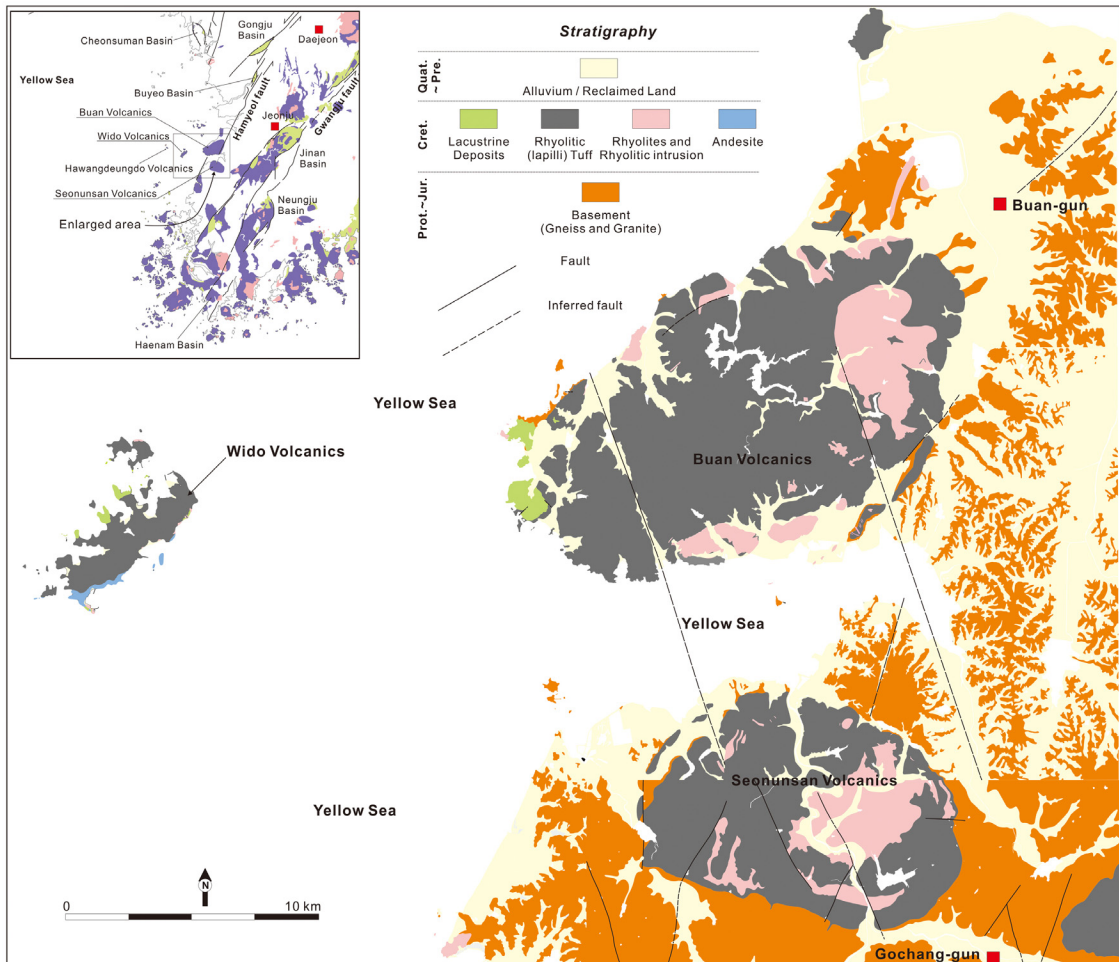 Cheonsuman Basin
Gongju
Basin
Daejeon
Yellow Sea
Buyeo Basin
Hamyeol fault
Gwangju fault
Buan Volcanics
Jeonju
Wido Volcanics
Hawangdeungdo Volcanics
Jinan
Basin
Seonunsan Volcanics
Neungju
Basin
Enlarged area
Haenam Basin
Stratigraphy
Quat.
~ Pre.
Alluvium / Reclaimed Land
Cret.
Lacustrine
Deposits
Rhyolitic
(lapilli) Tuff
Rhyolites and
Rhyolitic intrusion
Andesite
Prot.~Jur.
Basement
(Gneiss and Granite)
Fault
Inferred fault
Buan-gun
Yellow Sea
Wido Volcanics
Buan Volcanics
Yellow Sea
Seonunsan Volcanics
Yellow Sea
N
0 10 km
Gochang-gun